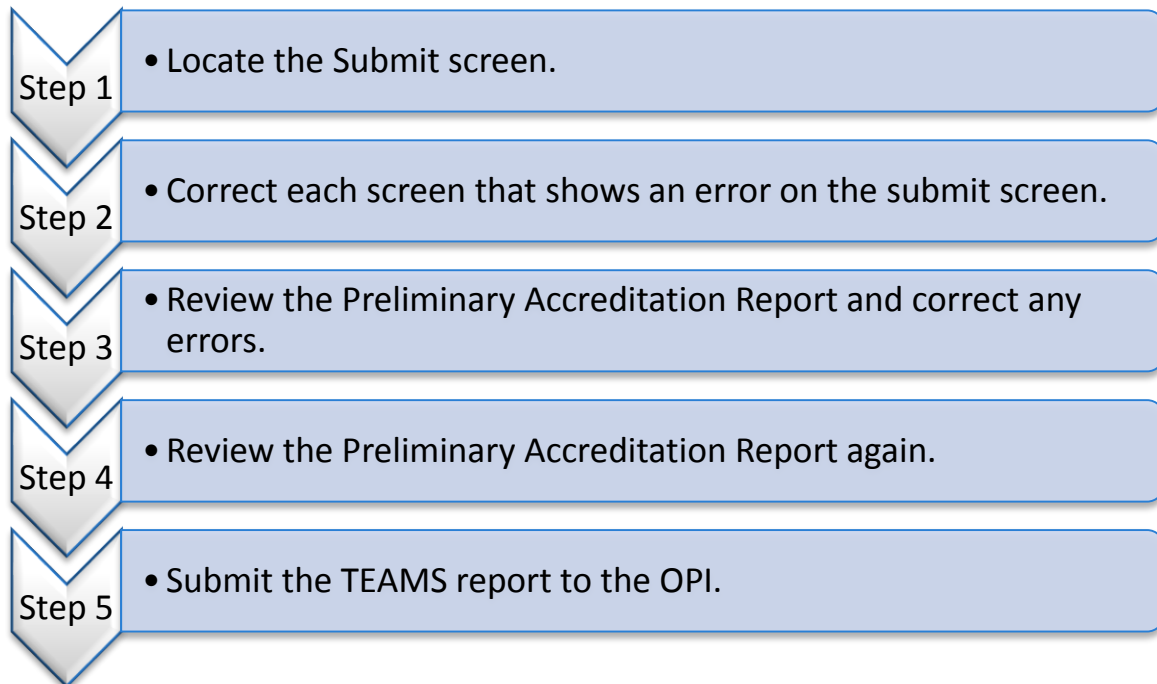 Step 1
• Locate the Submit screen.
Step 2
• Correct each screen that shows an error on the submit screen.
Step 3
• Review the Preliminary Accreditation Report and correct any
errors.
Step 4
• Review the Preliminary Accreditation Report again.
Step 5
• Submit the TEAMS report to the OPI.